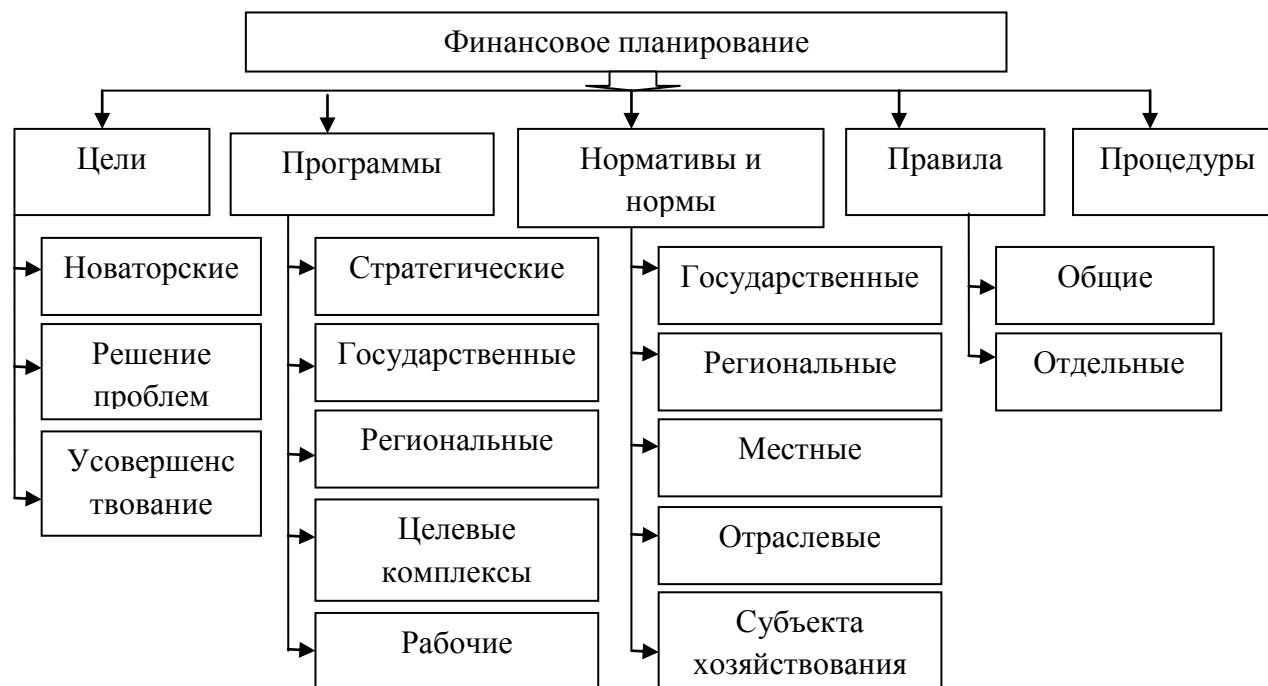 Финансовое планирование
Цели
Программы
Нормативы и
нормы
Правила
Процедуры
Новаторские
Решение
проблем
Усовершенс
твование
Стратегические
Государственные
Региональные
Целевые
комплексы
Рабочие
Государственные
Региональные
Местные
Отраслевые
Субъекта
хозяйствования
Общие
Отдельные